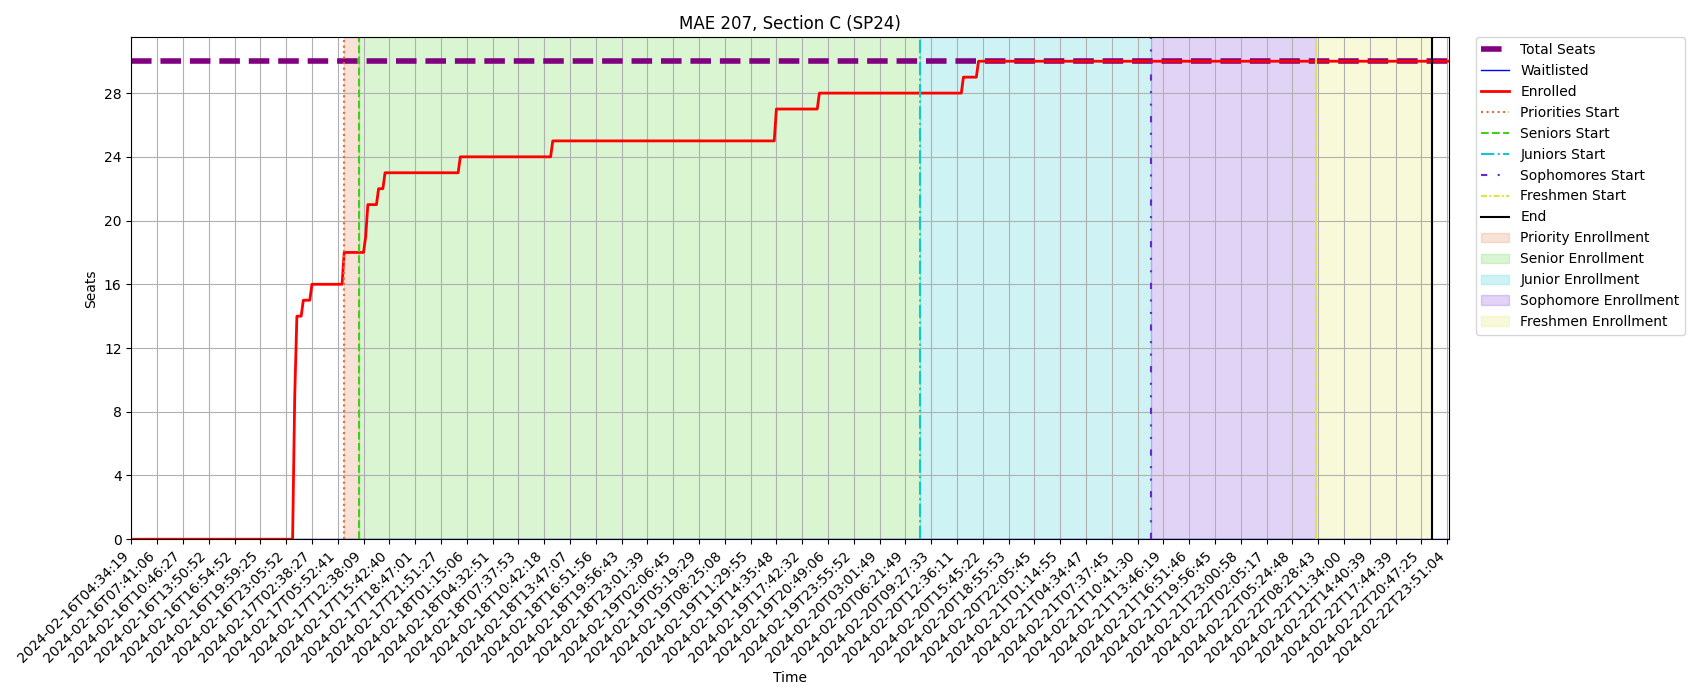 MAE 207, Section C (SP24)
Seats
28
24
20
16
12
8
4
0
2024-02-16T04:34:19
2024-02-16T07:41:06
2024-02-16T10:46:27
2024-02-16T13:50:52
2024-02-16T16:54:52
2024-02-16T19:59:25
2024-02-16T23:05:52
2024-02-17T02:38:27
2024-02-17T05:52:41
2024-02-17T12:38:09
2024-02-17T15:42:40
2024-02-17T18:47:01
2024-02-17T21:51:27
2024-02-18T01:15:06
2024-02-18T04:32:51
2024-02-18T07:37:53
2024-02-18T10:42:18
2024-02-18T13:47:07
2024-02-18T16:51:56
2024-02-18T19:56:43
2024-02-18T23:01:39
2024-02-19T02:06:45
2024-02-19T05:19:29
2024-02-19T08:25:08
2024-02-19T11:29:55
2024-02-19T14:35:48
2024-02-19T17:42:32
2024-02-19T20:49:06
2024-02-19T23:55:52
2024-02-20T03:01:49
2024-02-20T06:21:49
2024-02-20T09:27:33
2024-02-20T12:36:11
2024-02-20T15:45:22
2024-02-20T18:55:53
2024-02-20T22:05:45
2024-02-21T01:14:55
2024-02-21T04:34:47
2024-02-21T07:37:45
2024-02-21T10:41:30
2024-02-21T13:46:19
2024-02-21T16:51:46
2024-02-21T19:56:45
2024-02-21T23:00:58
2024-02-22T02:05:17
2024-02-22T05:24:48
2024-02-22T08:28:43
2024-02-22T11:34:00
2024-02-22T14:40:39
2024-02-22T17:44:39
2024-02-22T20:47:25
2024-02-22T23:51:04
Time
Total Seats
Waitlisted
Enrolled
Priorities Start
Seniors Start
Juniors Start
Sophomores Start
Freshmen Start
End
Priority Enrollment
Senior Enrollment
Junior Enrollment
Sophomore Enrollment
Freshmen Enrollment